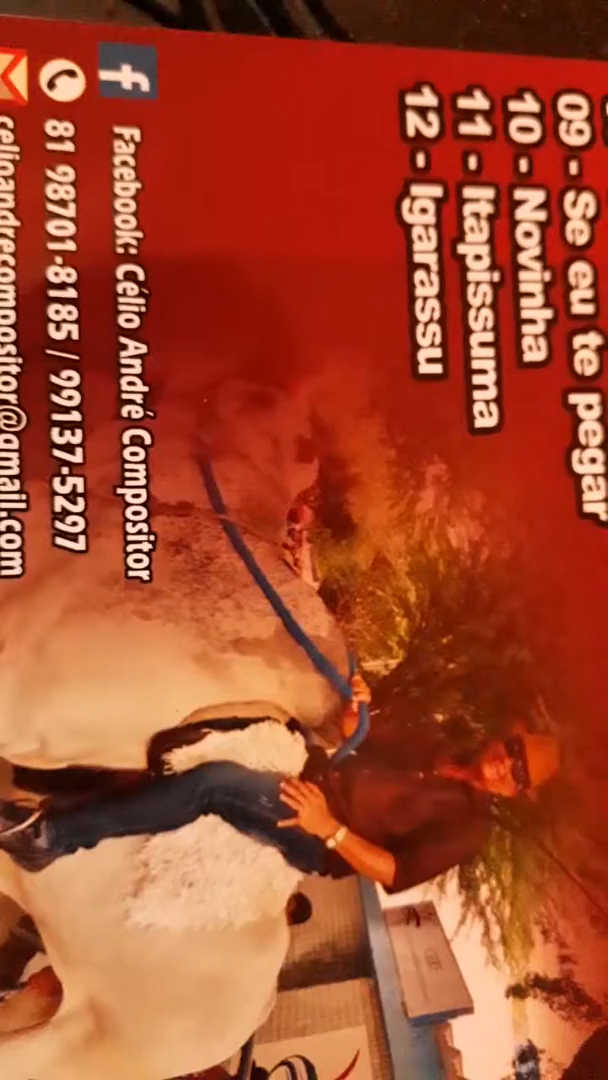 09 - Se eu te pegar
10 - Novinha
11 - Itapissuma
12 - Igarassu
Facebook: Célio André Compositor
81 98701-8185 / 99137-5297
celioandrecompositor@gmail.com